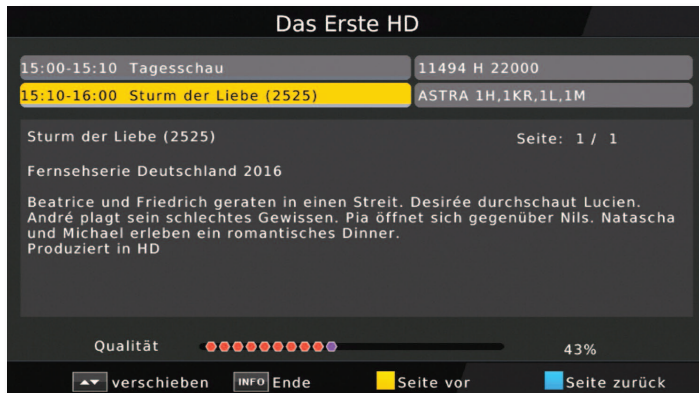 Das Erste HD
15:00-15:10 Tagesschau
11494 H 22000
15:10-16:00 Sturm der Liebe (2525)
ASTRA 1H,1KR,1L,1M
Sturm der Liebe (2525)
Seite: 1 / 1
Fernsehserie Deutschland 2016
Beatrice und Friedrich geraten in einen Streit. Desirée durchschaut Lucien.
André plagt sein schlechtes Gewissen. Pia öffnet sich gegenüber Nils. Natascha
und Michael erleben ein romantisches Dinner.
Produziert in HD
Qualität
43%
verschieben INFO Ende Seite vor Seite zurück